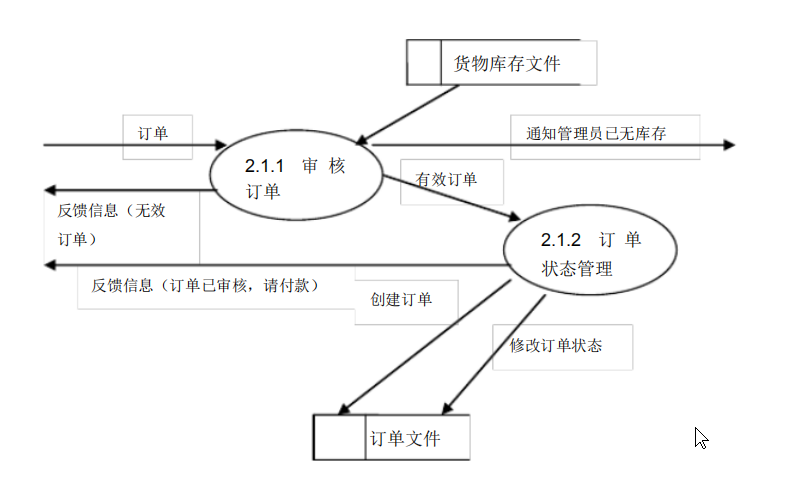 货物库存文件
订单
通知管理员已无库存
2.1.1 审 核
订单
有效订单
反馈信息（无效
订单）
2.1.2 订 单
状态管理
反馈信息（订单已审核，请付款）
创建订单
修改订单状态
订单文件